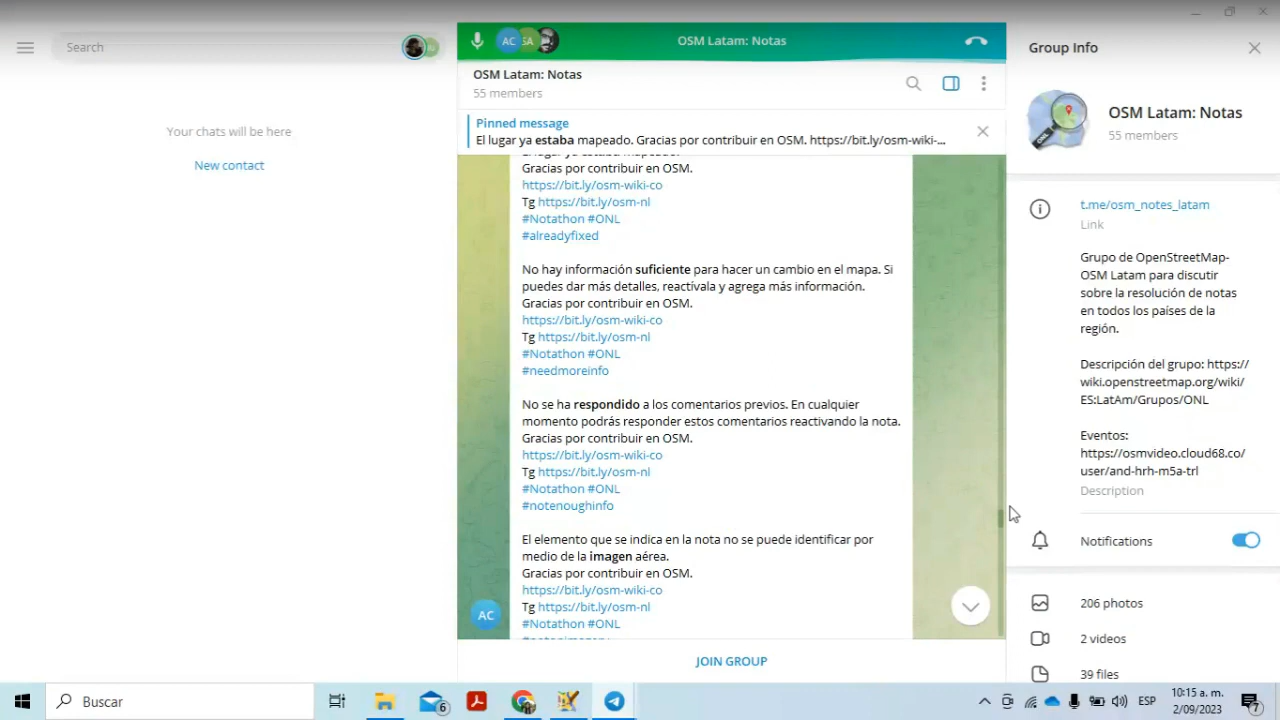 Search
Your chats will be here
New contact
AC
SA
OSM Latam: Notas
OSM Latam: Notas
55 members
Pinned message
El lugar ya estaba mapeado. Gracias por contribuir en OSM. https://bit.ly/osm-wiki-...
Gracias por contribuir en OSM.
https://bit.ly/osm-wiki-co
Tg https://bit.ly/osm-nl
#Notathon #ONL
#alreadyfixed
No hay información suficiente para hacer un cambio en el mapa. Si
puedes dar más detalles, reactívala y agrega más información.
Gracias por contribuir en OSM.
https://bit.ly/osm-wiki-co
Tg https://bit.ly/osm-nl
#Notathon #ONL
#needmoreinfo
No se ha respondido a los comentarios previos. En cualquier
momento podrás responder estos comentarios reactivando la nota.
Gracias por contribuir en OSM.
https://bit.ly/osm-wiki-co
Tg https://bit.ly/osm-nl
#Notathon #ONL
#notenoughinfo
El elemento que se indica en la nota no se puede identificar por
medio de la imagen aérea.
Gracias por contribuir en OSM.
https://bit.ly/osm-wiki-co
Tg https://bit.ly/osm-nl
#Notathon #ONL
AC
JOIN GROUP
Group Info
ONL
OSM Latam: Notas
55 members
t.me/osm_notes_latam
Link
Grupo de OpenStreetMap-
OSM Latam para discutir
sobre la resolución de notas
en todos los países de la
región.
Descripción del grupo: https://
wiki.openstreetmap.org/wiki/
ES:LatAm/Grupos/ONL
Eventos:
https://osmvideo.cloud68.co/
user/and-hrh-m5a-trl
Description
Notifications
206 photos
2 videos
39 files
Buscar
6
ESP
10:15 a. m.
2/09/2023
7